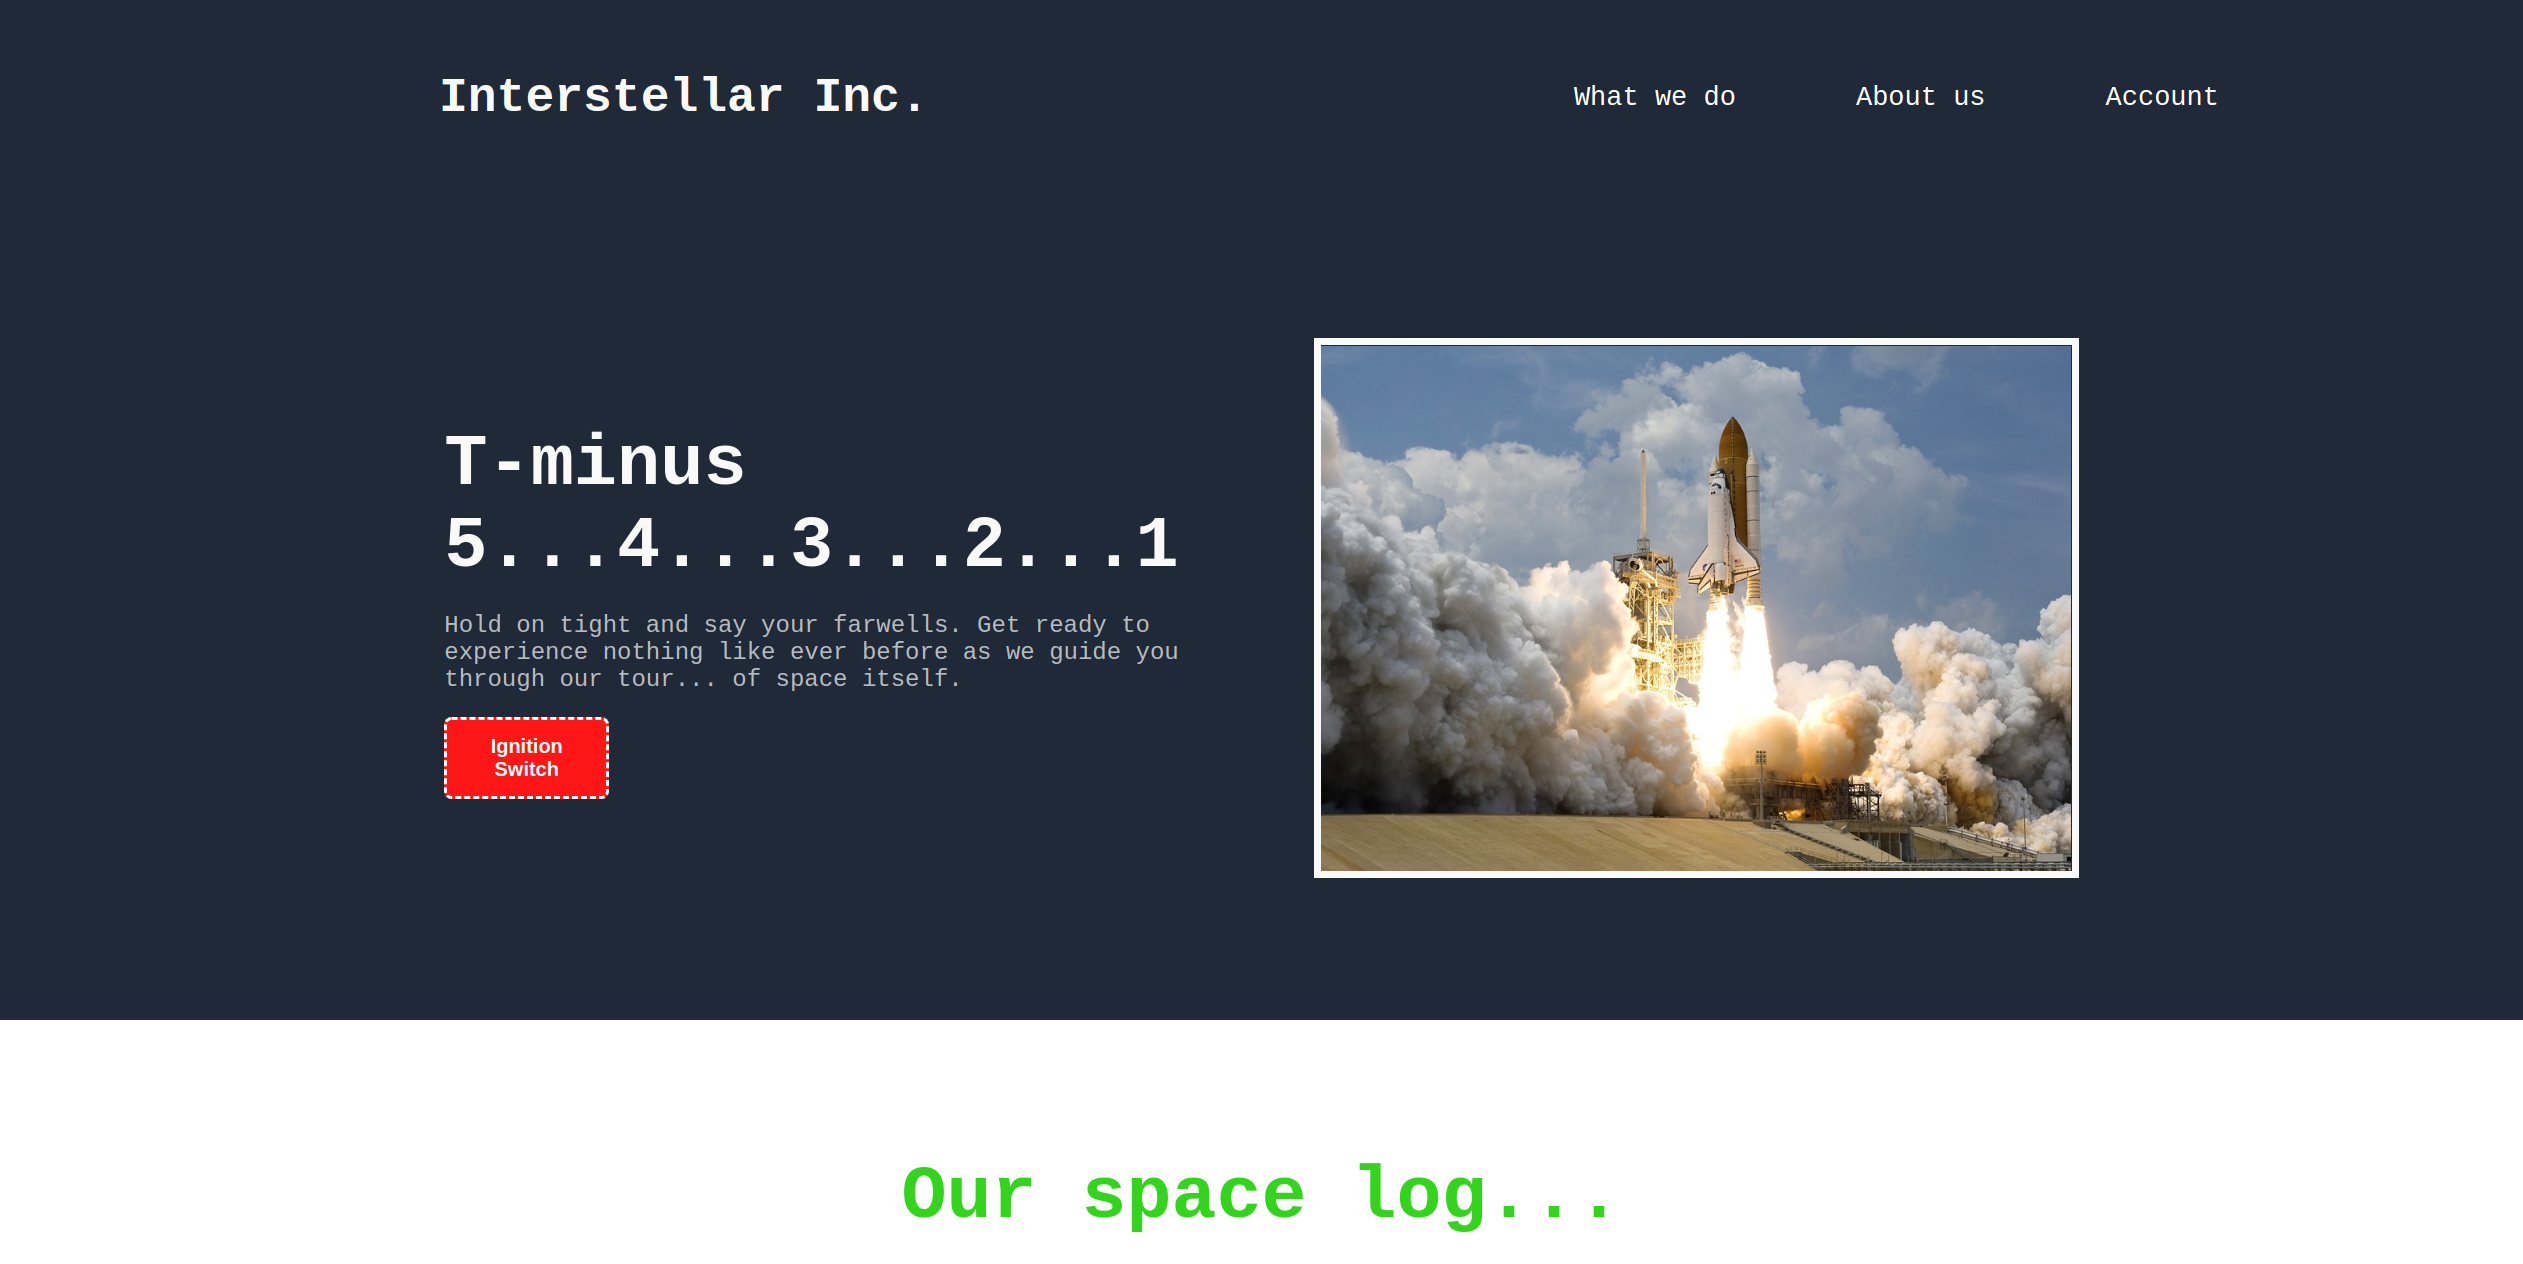 Interstellar Inc.
What we do
About us
Account
T-minus
5...4...3...2...1
Hold on tight and say your farwells. Get ready to
experience nothing like ever before as we guide you
through our tour... of space itself.
Ignition
Switch
Our space log...